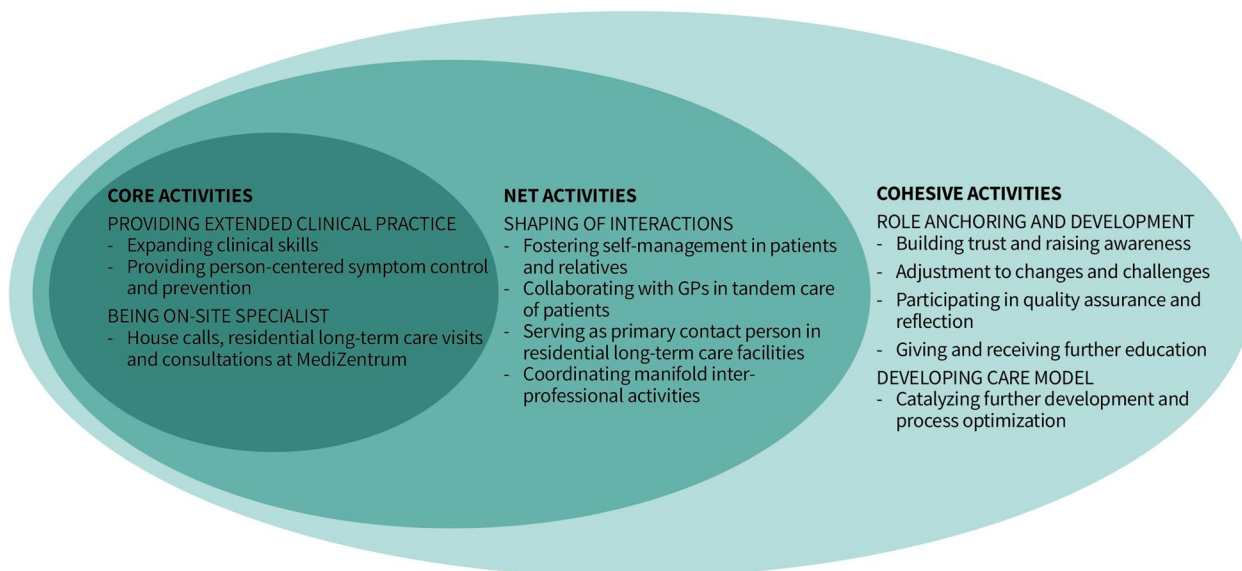 CORE ACTIVITIES
PROVIDING EXTENDED CLINICAL PRACTICE
- Expanding clinical skills
- Providing person-centered symptom control
and prevention
BEING ON-SITE SPECIALIST
- House calls, residential long-term care visits
and consultations at MediZentrum
NET ACTIVITIES
SHAPING OF INTERACTIONS
- Fostering self-management in patients
and relatives
- Collaborating with GPs in tandem care
of patients
- Serving as primary contact person in
residential long-term care facilities
- Coordinating manifold inter-
professional activities
COHESIVE ACTIVITIES
ROLE ANCHORING AND DEVELOPMENT
- Building trust and raising awareness
- Adjustment to changes and challenges
- Participating in quality assurance and
reflection
- Giving and receiving further education
DEVELOPING CARE MODEL
- Catalyzing further development and
process optimization